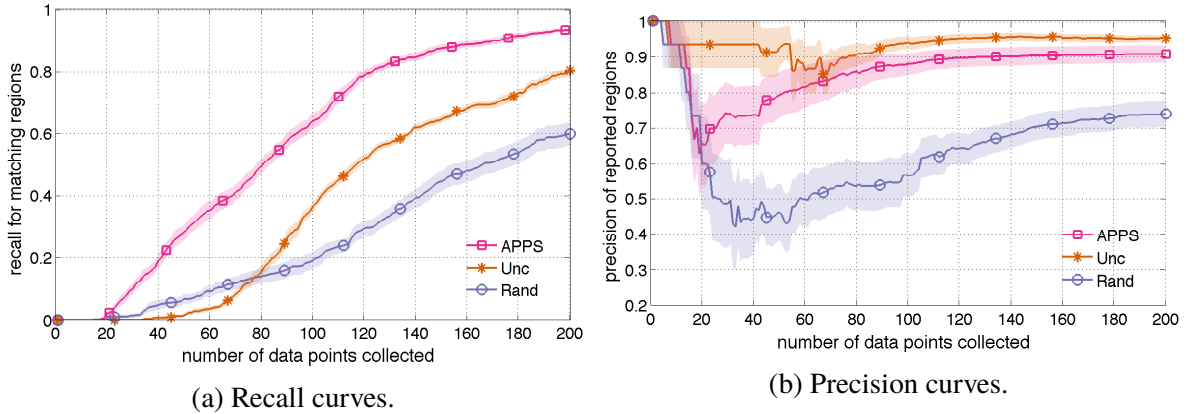 1
0.8
0.6
0.4
0.2
0
recall for matching regions
0 20 40 60 80 100 120 140 160 180 200
number of data points collected
APPS
Unc
Rand
(a) Recall curves.
1
0.9
0.8
0.7
0.6
0.5
0.4
0.3
0.2
precision of reported regions
0 20 40 60 80 100 120 140 160 180 200
number of data points collected
APPS
Unc
Rand
(b) Precision curves.